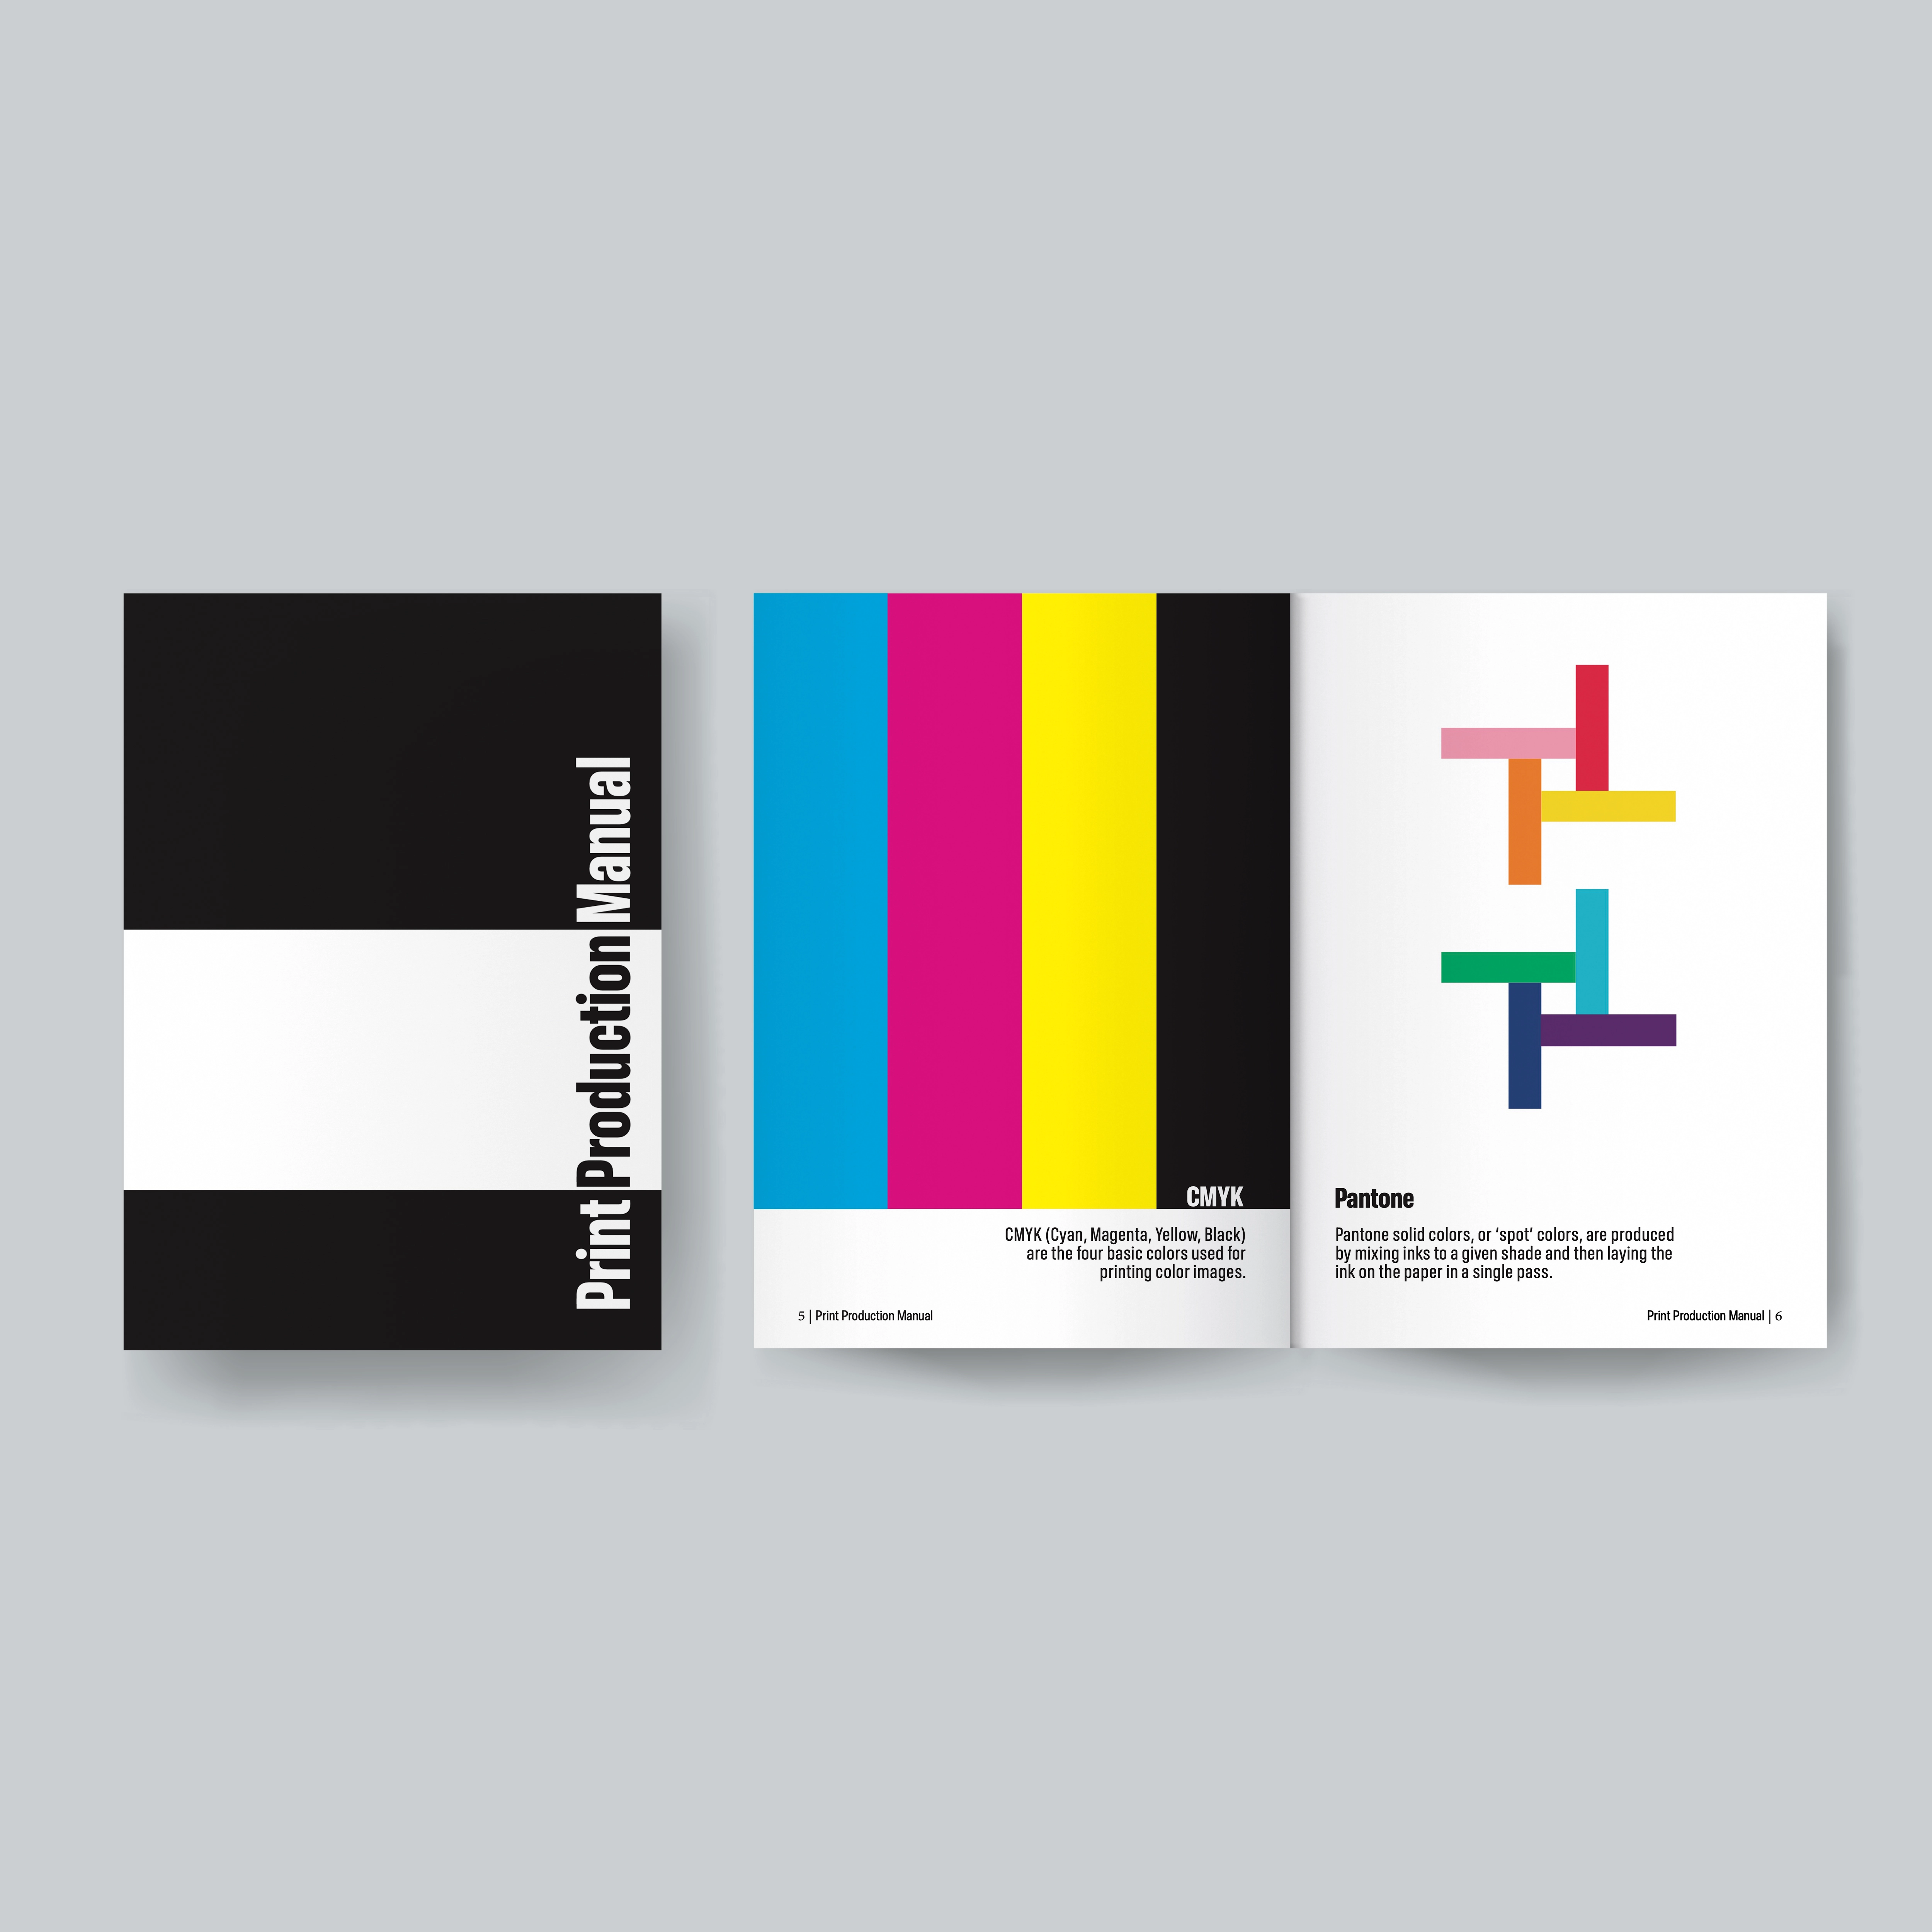 Print Production Manual
CMYK
CMYK (Cyan, Magenta, Yellow, Black)
are the four basic colors used for
printing color images.
5 | Print Production Manual
Pantone
Pantone solid colors, or ‘spot’ colors, are produced
by mixing inks to a given shade and then laying the
ink on the paper in a single pass.
Print Production Manual | 6